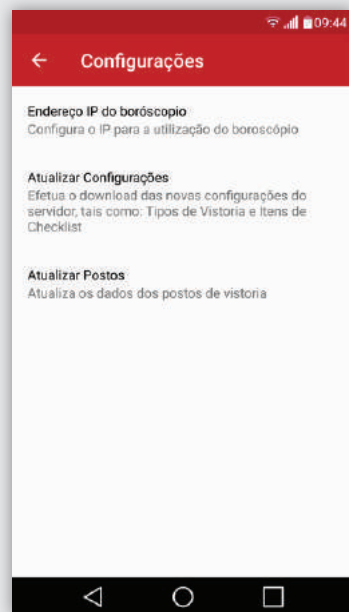 09:44
Configurações
Endereço IP do boróscopio
Configura o IP para a utilização do boroscópio
Atualizar Configurações
Efetua o download das novas configurações do
servidor, tais como: Tipos de Vistoria e Itens de
Checklist
Atualizar Postos
Atualiza os dados dos postos de vistoria